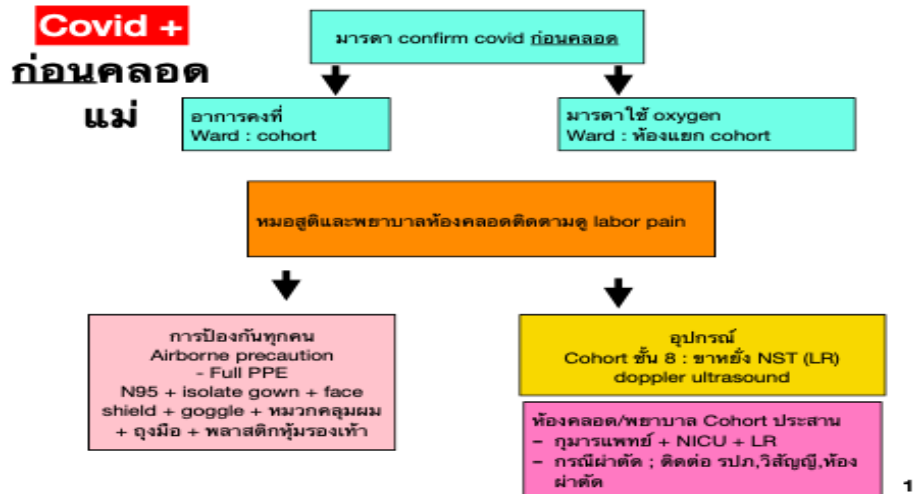 Covid +
ก่อนคลอด
แม่
มารดา confirm covid ก่อนคลอด
อาการคงที่
Ward : cohort
มารดาใช้ oxygen
Ward : ห้องแยก cohort
หมอสูติและพยาบาลห้องคลอดติดตามดู labor pain
การป้องกันทุกคน
Airborne precaution
- Full PPE
N95 + isolate gown + face
shield + goggle + หมวกคลุมผม
+ ถุงมือ + พลาสติกหุ้มรองเท้า
อุปกรณ์
Cohort ชั้น 8 : ขาหยั่ง NST (LR)
doppler ultrasound
ห้องคลอด/พยาบาล Cohort ประสาน
- กุมารแพทย์ + NICU + LR
- กรณีผ่าตัด ; ติดต่อ รปภ,วิสัญญี,ห้อง
ผ่าตัด
1